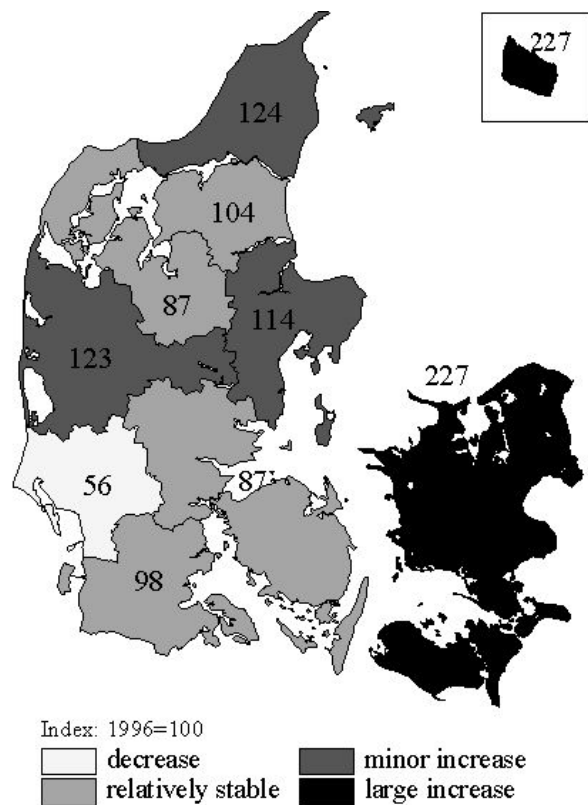 227
124
104
87
114
123
227
56
87
98
Index: 1996=100
decrease
minor increase
relatively stable
large increase